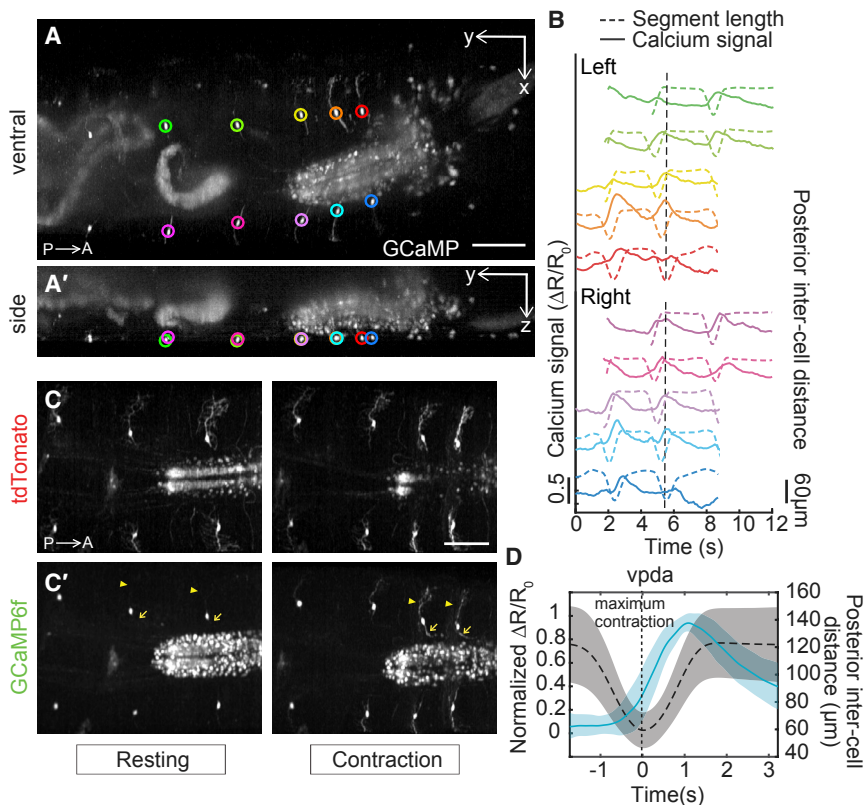 A
y
x
ventral
P→A
GCaMP
A′
y
z
side
B
Segment length
Calcium signal
Left
Right
Calcium signal (ΔR/R0)
Posterior inter-cell distance
0.5
60μm
0 2 4 6 8 10 12
Time (s)
C
tdTomato
P→A
C′
GCaMP6f
Resting
Contraction
D
vpda
maximum
contraction
Normalized ΔR/R0
1
0.8
0.6
0.4
0.2
0
160
140
120
100
80
60
40
Posterior inter-cell
distance (μm)
-1 0 1 2 3
Time(s)